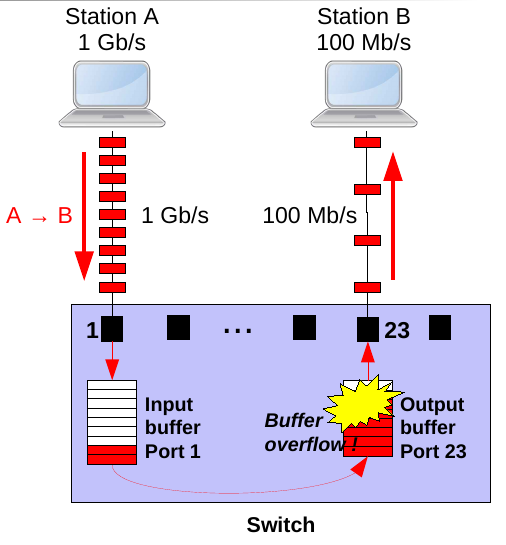 Station A
1 Gb/s
Station B
100 Mb/s
A → B
1 Gb/s
100 Mb/s
1
...
23
Input
buffer
Port 1
Buffer
overflow !
Output
buffer
Port 23
Switch